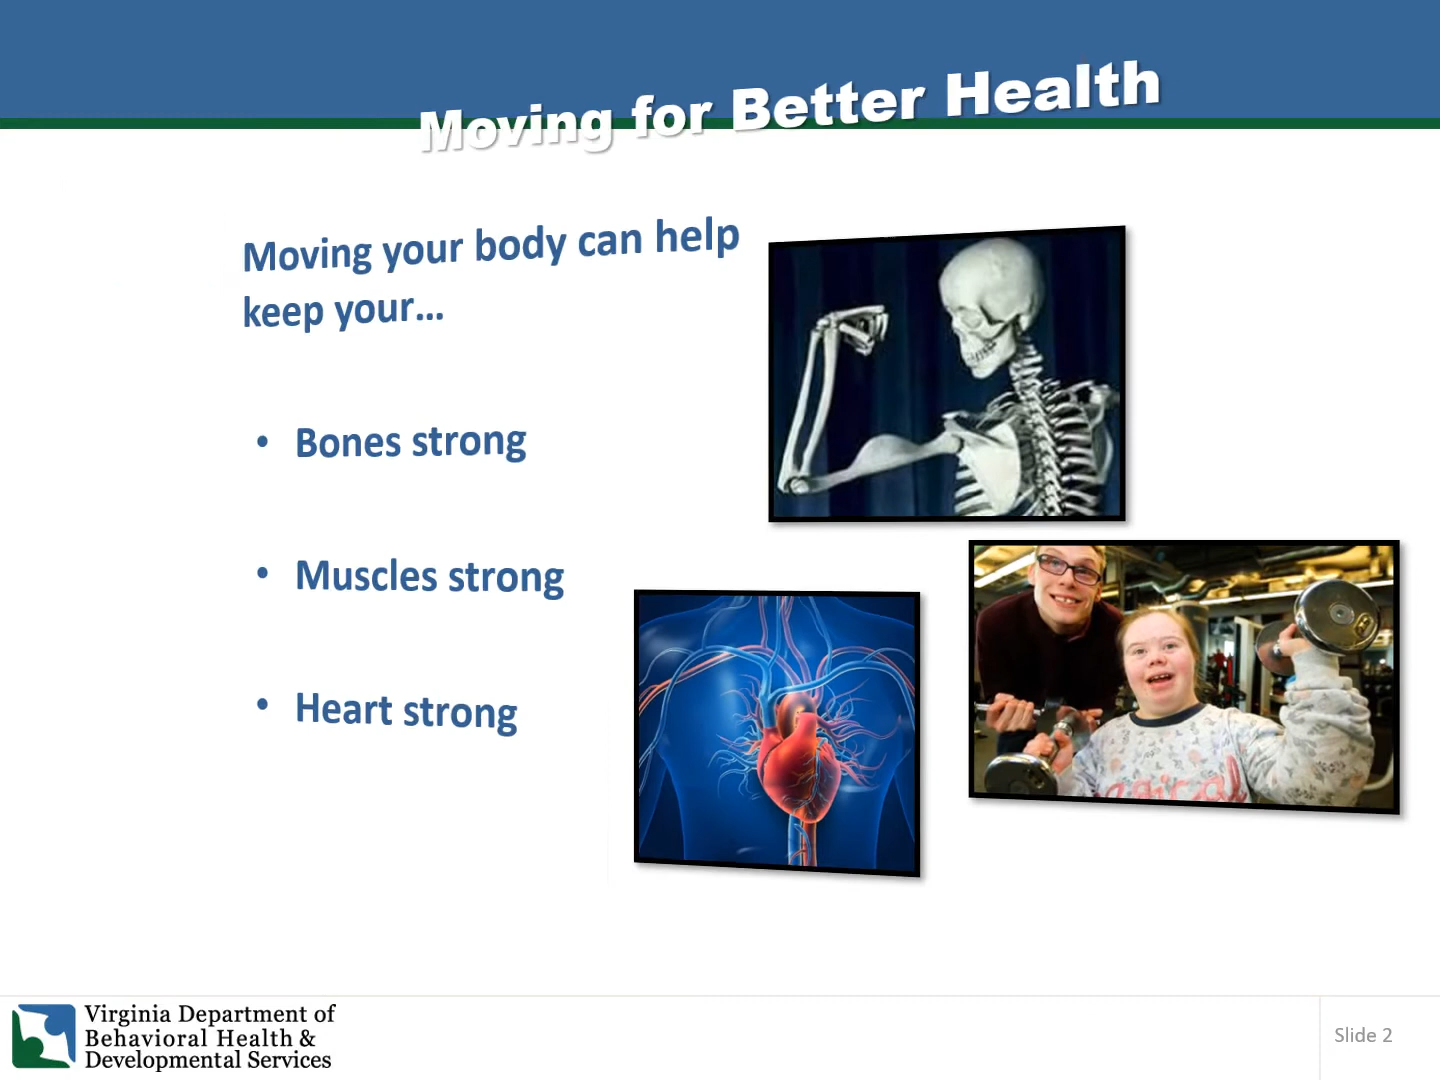 Moving for Better Health
Moving your body can help
keep your…
• Bones strong
• Muscles strong
• Heart strong
Virginia Department of
Behavioral Health &
Developmental Services
Slide 2